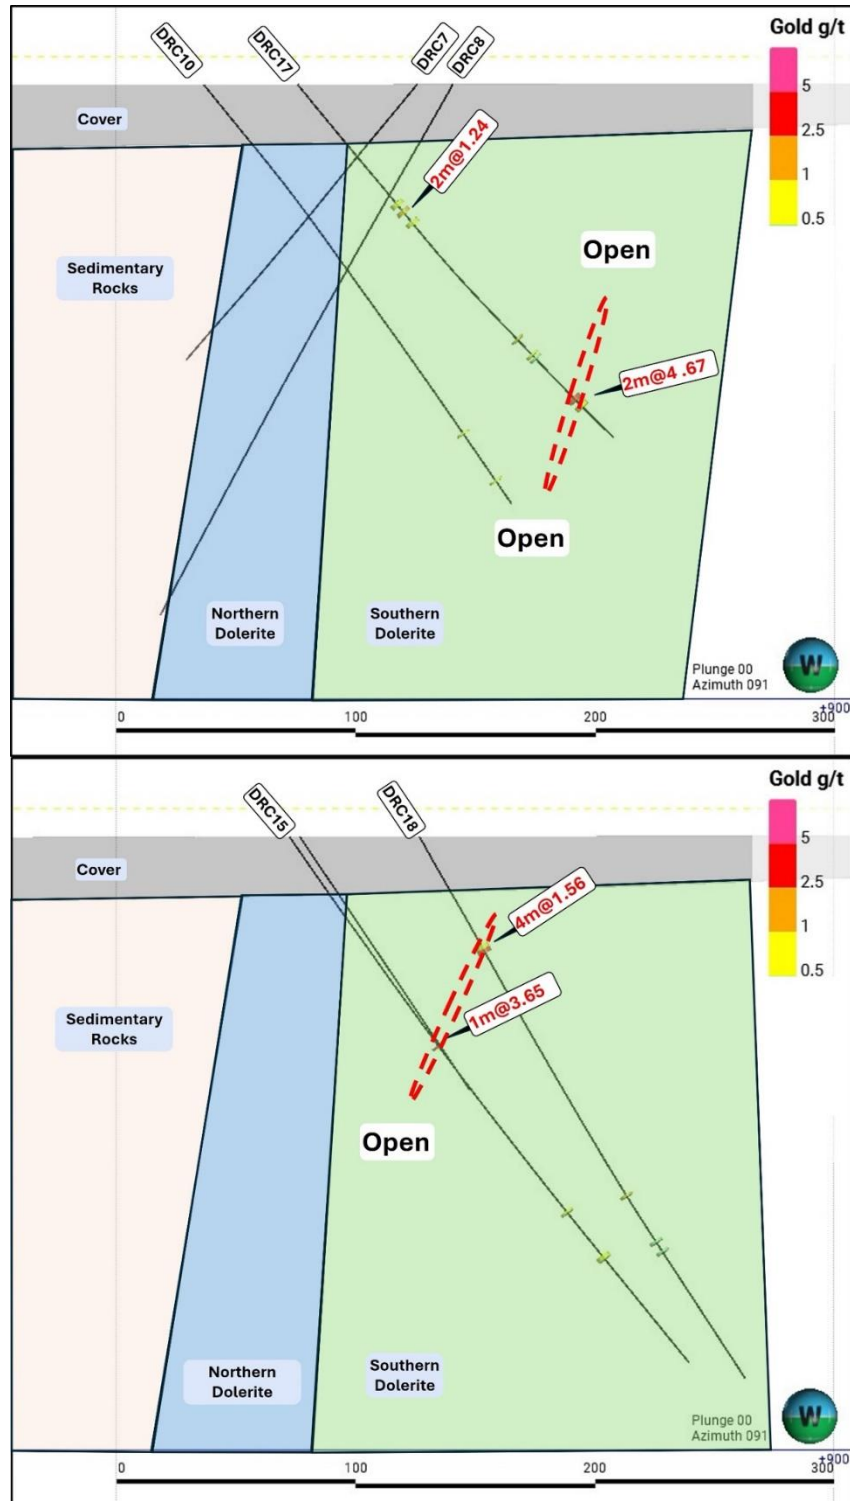 DRC10
DRC17
DRC7
DRC8
Gold g/t
5
2.5
1
0.5
Cover
2m@1.24
Sedimentary
Rocks
Open
2m@4 .67
Open
Northern
Dolerite
Southern
Dolerite
Plunge 00
Azimuth 091
W
+900
0
100
200
300
DRC15
DRC18
Gold g/t
5
2.5
1
0.5
Cover
4m@1.56
Sedimentary
Rocks
1m@3.65
Open
Northern
Dolerite
Southern
Dolerite
Plunge 00
Azimuth 091
W
+900
0
100
200
300